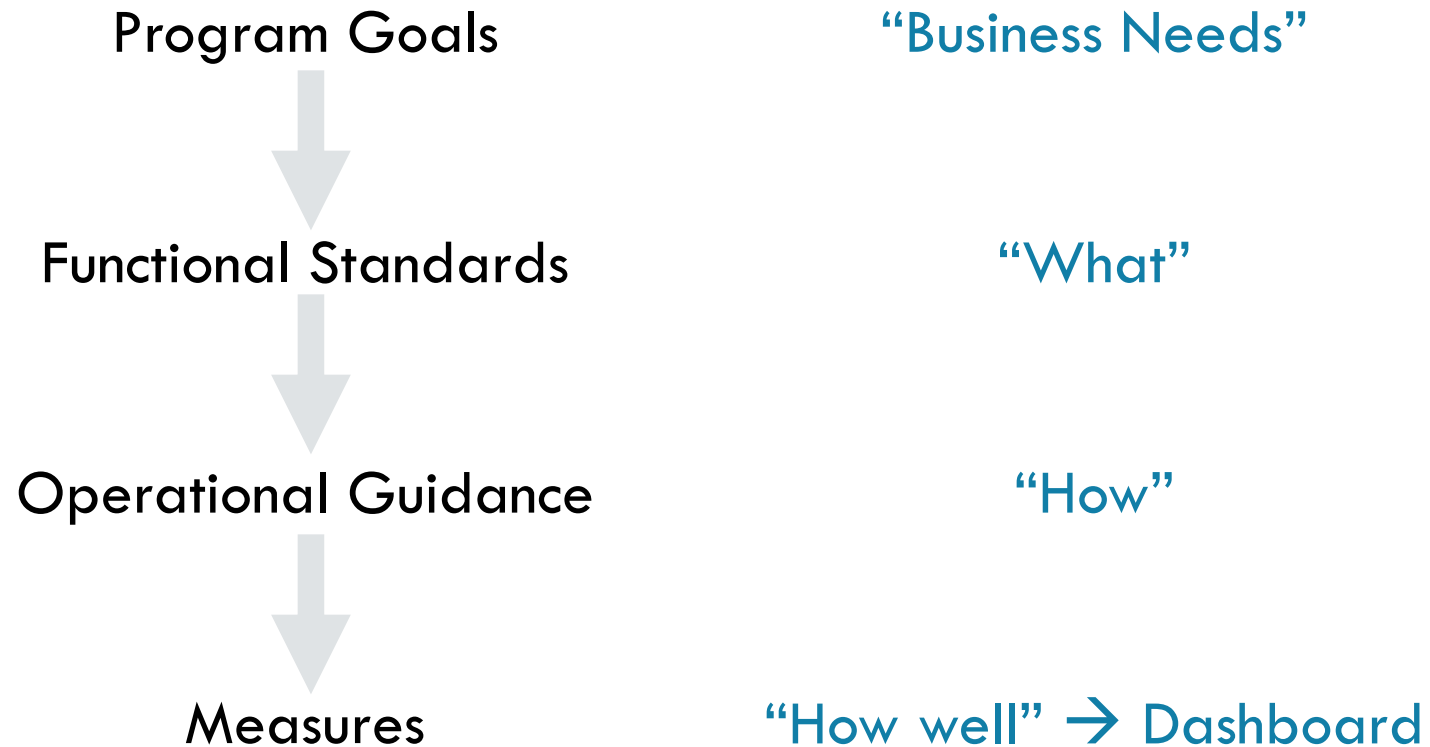 Program Goals “Business Needs”
Functional Standards “What”
Operational Guidance “How”
Measures “How well” → Dashboard